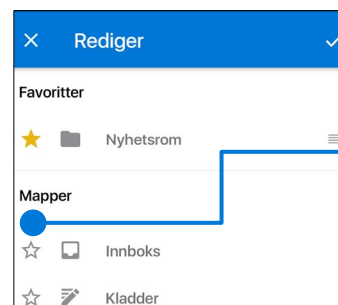 Rediger
Favoritter
Nyhetsrom
Mapper
Innboks
Kladder